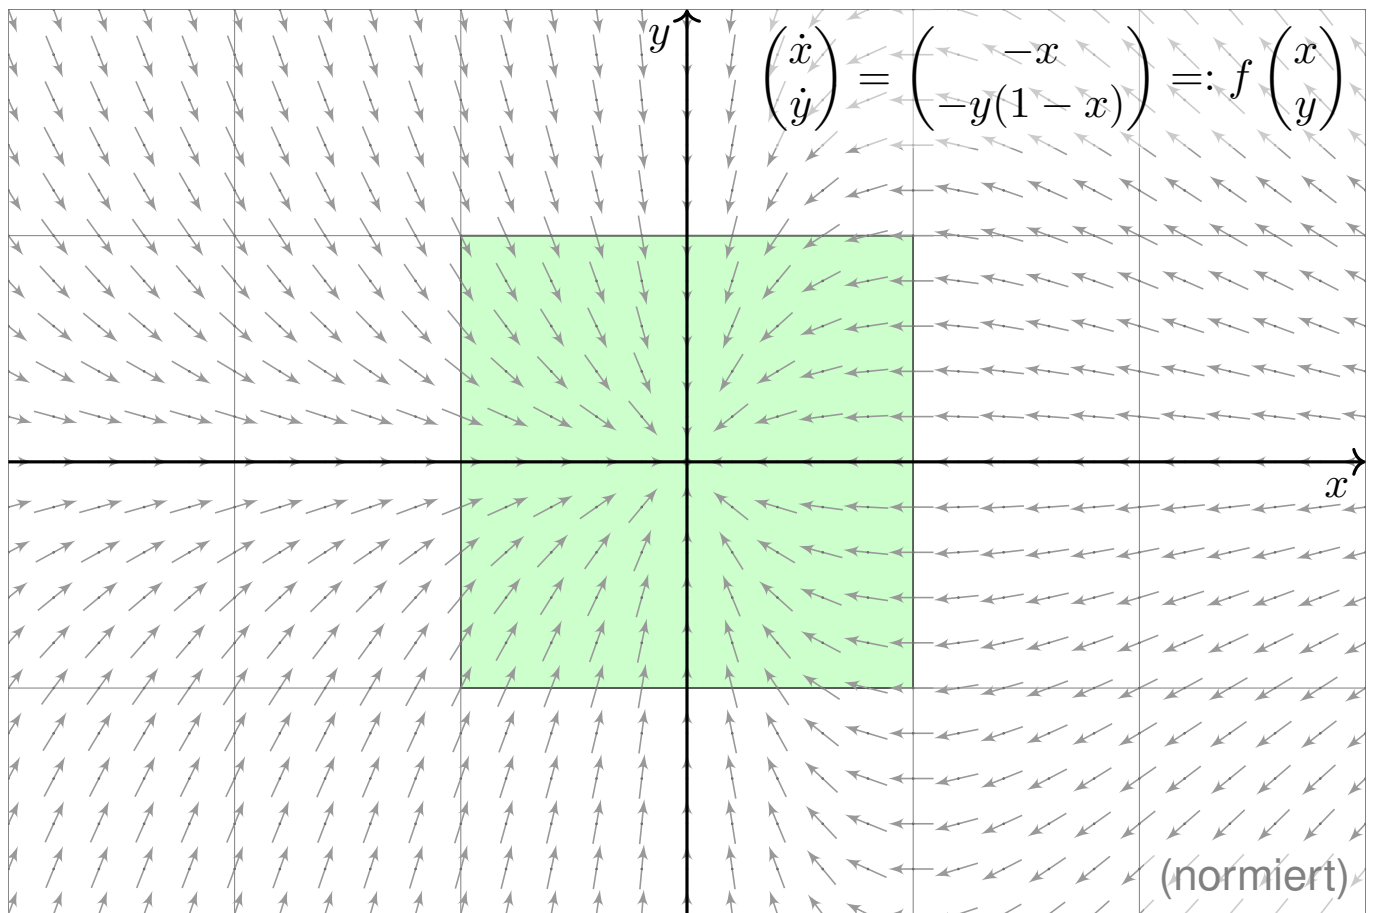 y
(ẋ ẏ) = (−x −y(1 − x)) =: f (x y)
x
(normiert)